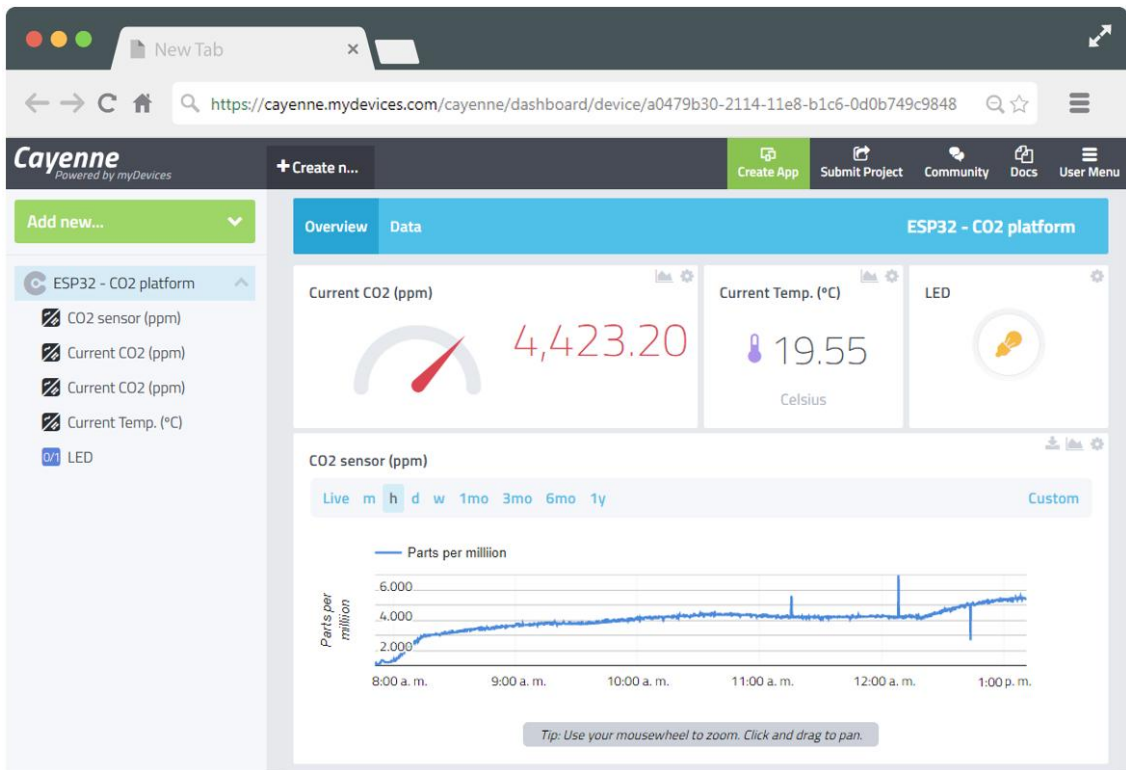 New Tab
https://cayenne.mydevices.com/cayenne/dashboard/device/a0479b30-2114-11e8-b1c6-0d0b749c9848
Cayenne
Powered by myDevices
+ Create n...
Create App
Submit Project
Community
Docs
User Menu
Add new...
ESP32 - CO2 platform
CO2 sensor (ppm)
Current CO2 (ppm)
Current CO2 (ppm)
Current Temp. (ºC)
0/1 LED
Overview Data ESP32 - CO2 platform
Current CO2 (ppm)
4,423.20
Current Temp. (ºC)
19.55
Celsius
LED
CO2 sensor (ppm)
Live m h d w 1mo 3mo 6mo 1y Custom
Parts per milliion
Parts per
milliion
6.000
4.000
2.000
8:00 a. m. 9:00 a. m. 10:00 a. m. 11:00 a. m. 12:00 a. m. 1:00 p. m.
Tip: Use your mousewheel to zoom. Click and drag to pan.